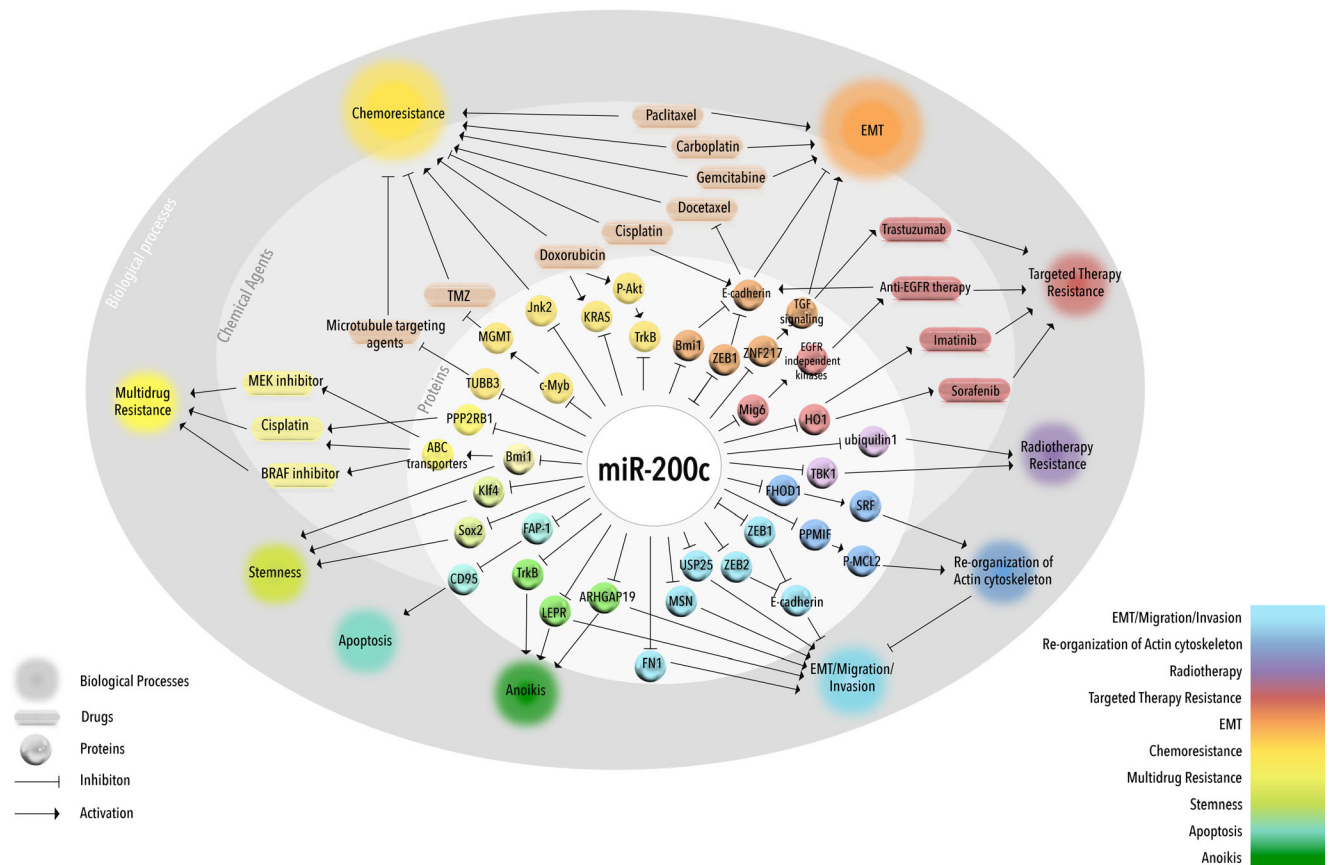 Chemoresistance
Paclitaxel
EMT
Carboplatin
Gemcitabine
Docetaxel
Cisplatin
Doxorubicin
Trastuzumab
Biological processes
Chemical Agents
Proteins
Targeted Therapy
Resistance
Anti-EGFR therapy
TMZ
Jnk2
KRAS
P-Akt
TrkB
E-cadherin
TGF
signaling
Microtubule targeting
agents
MGMT
Bmi1
ZEB1
ZNF217
EGFR
independent
kinases
Imatinib
Multidrug
Resistance
MEK inhibitor
TUBB3
c-Myb
Mig6
HO1
Sorafenib
Cisplatin
PPP2RB1
ubiquilin1
Radiotherapy
Resistance
BRAF inhibitor
ABC
transporters
Bmi1
miR-200c
TBK1
Klf4
FHOD1
SRF
Sox2
FAP-1
ZEB1
PPMIF
Stemness
CD95
TrkB
USP25
ZEB2
P-MCL2
Re-organization of
Actin cytoskeleton
LEPR
ARHGAP19
MSN
E-cadherin
Apoptosis
Anoikis
FN1
EMT/Migration/
Invasion
Biological Processes
Drugs
Proteins
Inhibiton
Activation
EMT/Migration/Invasion
Re-organization of Actin cytoskeleton
Radiotherapy
Targeted Therapy Resistance
EMT
Chemoresistance
Multidrug Resistance
Stemness
Apoptosis
Anoikis